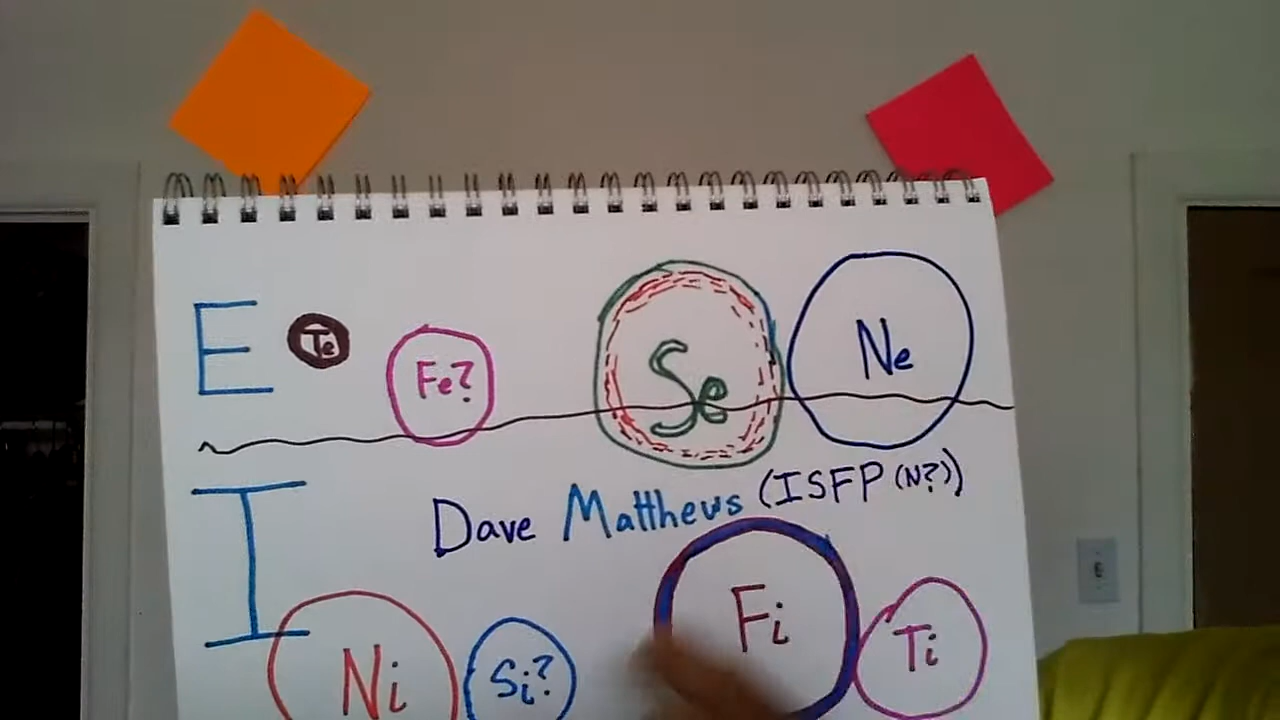 E Te Fe? Se Ne
Dave Matthews (ISFP (N?))
I Ni Si? Fi Ti